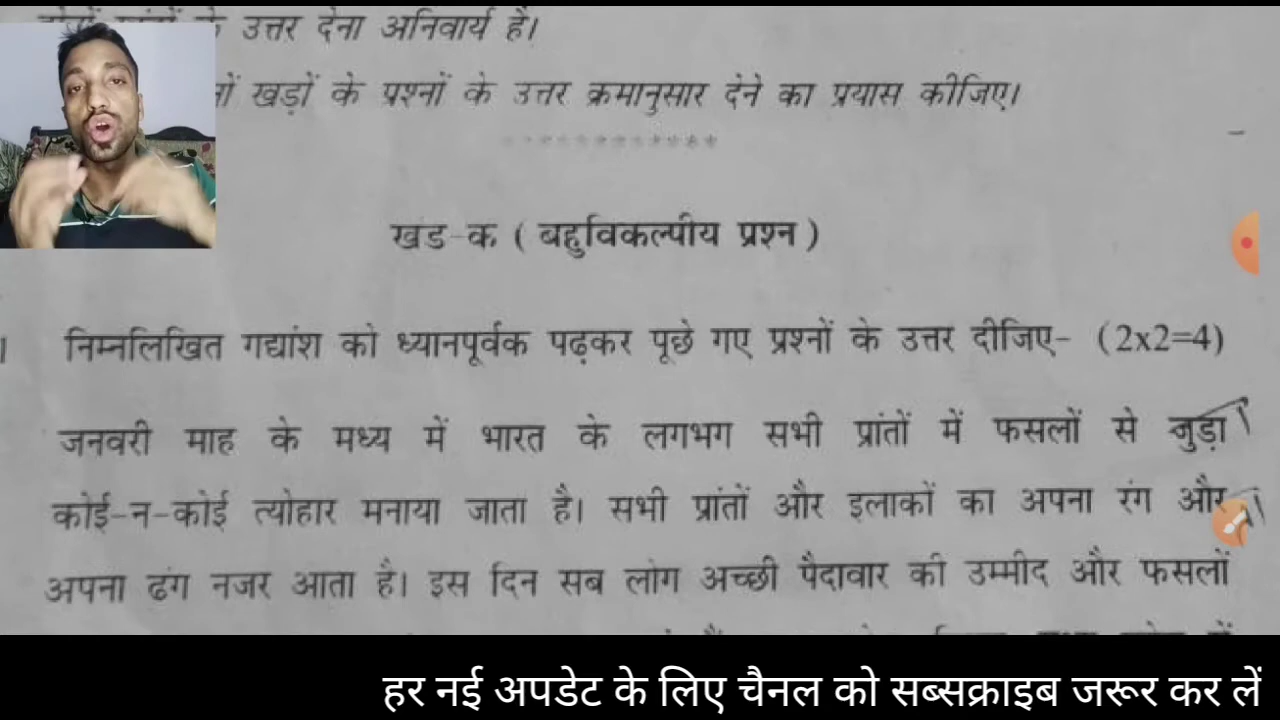 उत्तर देना अनिवार्य है।
खड़ों के प्रश्नों के उत्तर क्रमानुसार देने का प्रयास कीजिए।
खंड-क ( बहुविकल्पीय प्रश्न )
निम्नलिखित गद्यांश को ध्यानपूर्वक पढ़कर पूछे गए प्रश्नों के उत्तर दीजिए- (2x2=4)
जनवरी माह के मध्य में भारत के लगभग सभी प्रांतों में फसलों से जुड़ा
कोई-न-कोई त्योहार मनाया जाता है। सभी प्रांतों और इलाकों का अपना रंग और
अपना ढंग नजर आता है। इस दिन सब लोग अच्छी पैदावार की उम्मीद और फसलों
हर नई अपडेट के लिए चैनल को सब्सक्राइब जरूर कर लें